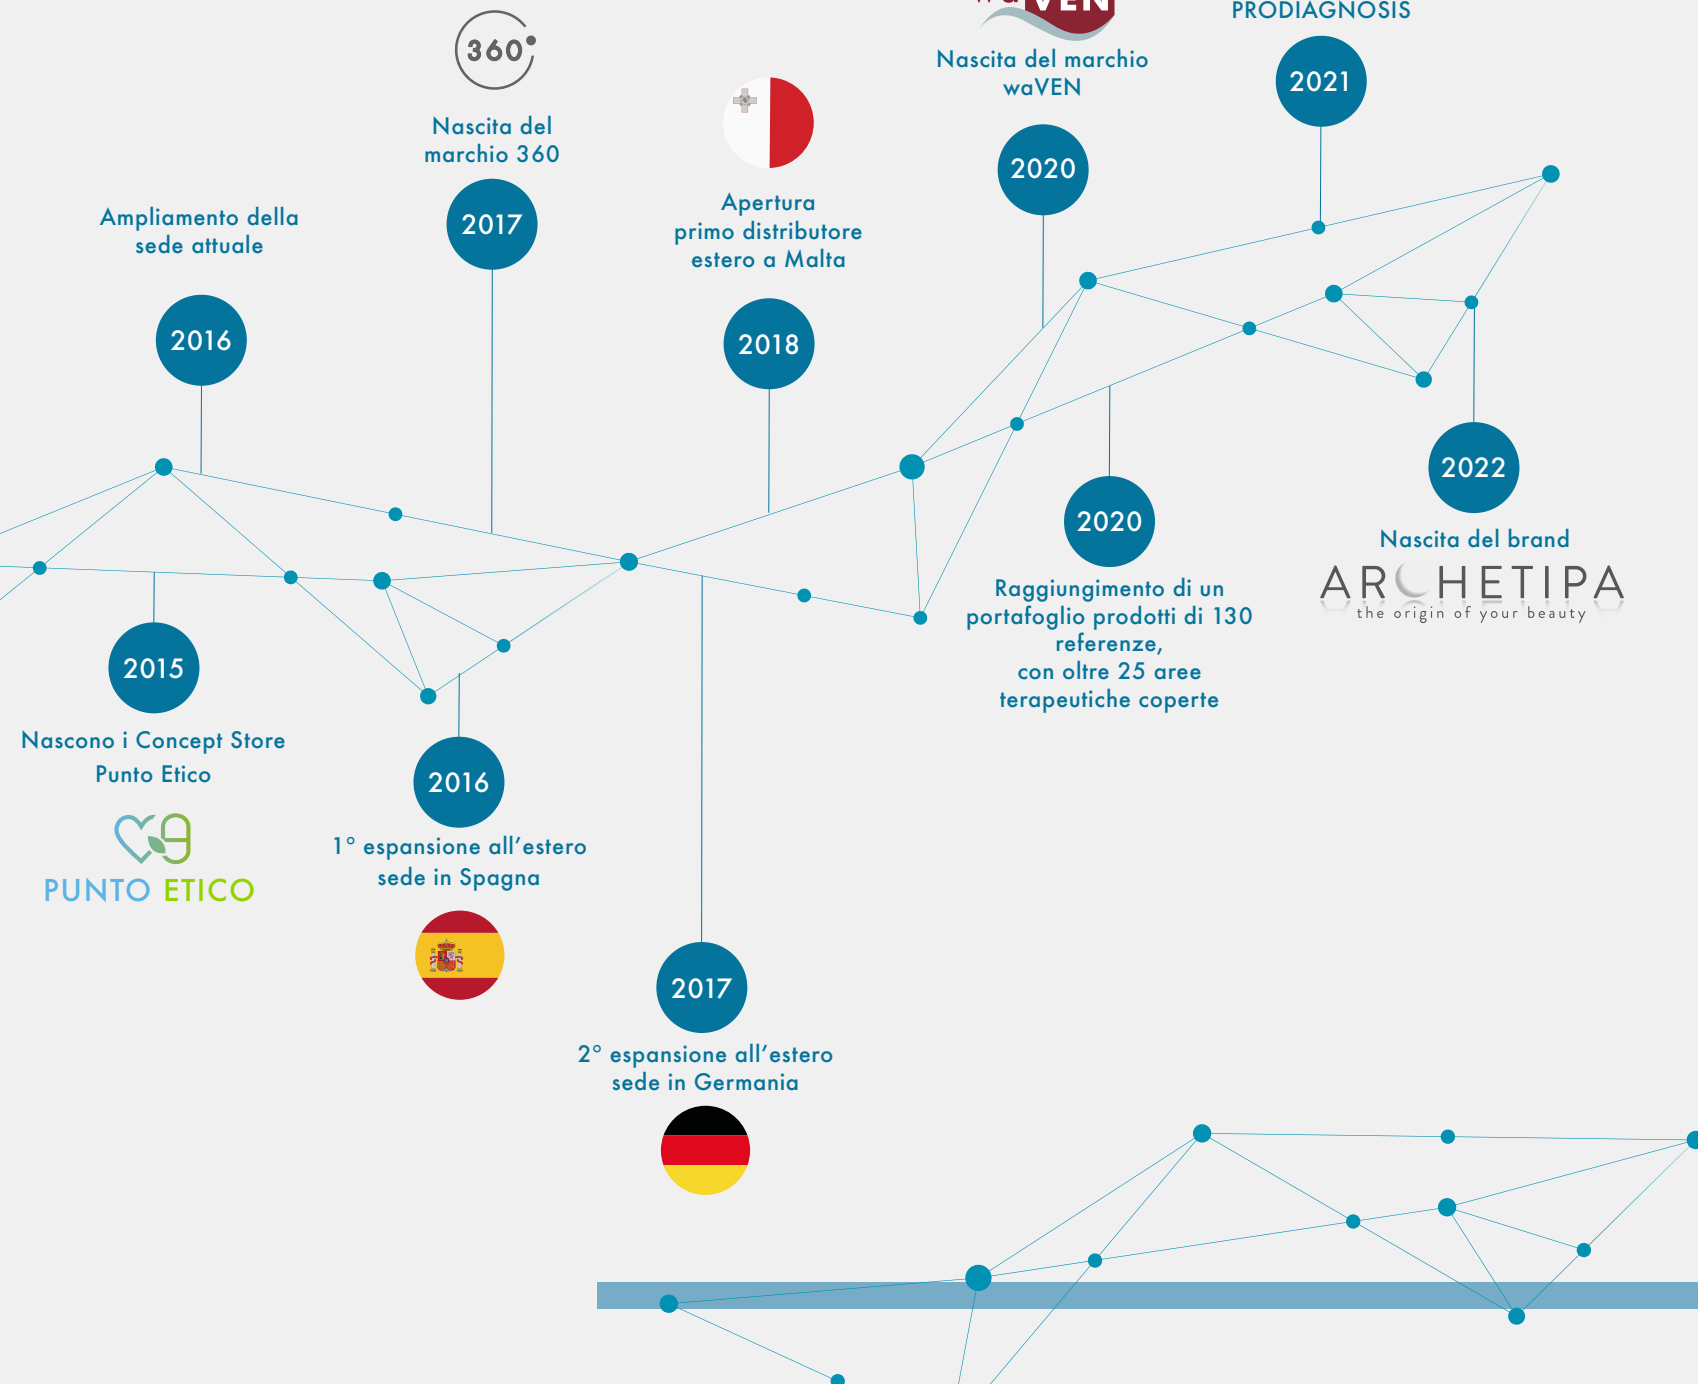 waVEN
PRODIAGNOSIS
360°
Nascita del marchio
waVEN
2021
Nascita del
marchio 360
2020
Apertura
primo distributore
estero a Malta
Ampliamento della
sede attuale
2017
2016
2018
2022
Nascita del brand
ARCHETIPA
the origin of your beauty
2020
Raggiungimento di un
portafoglio prodotti di 130
referenze,
con oltre 25 aree
terapeutiche coperte
2015
Nascono i Concept Store
Punto Etico
PUNTO ETICO
2016
1° espansione all’estero
sede in Spagna
2017
2° espansione all’estero
sede in Germania